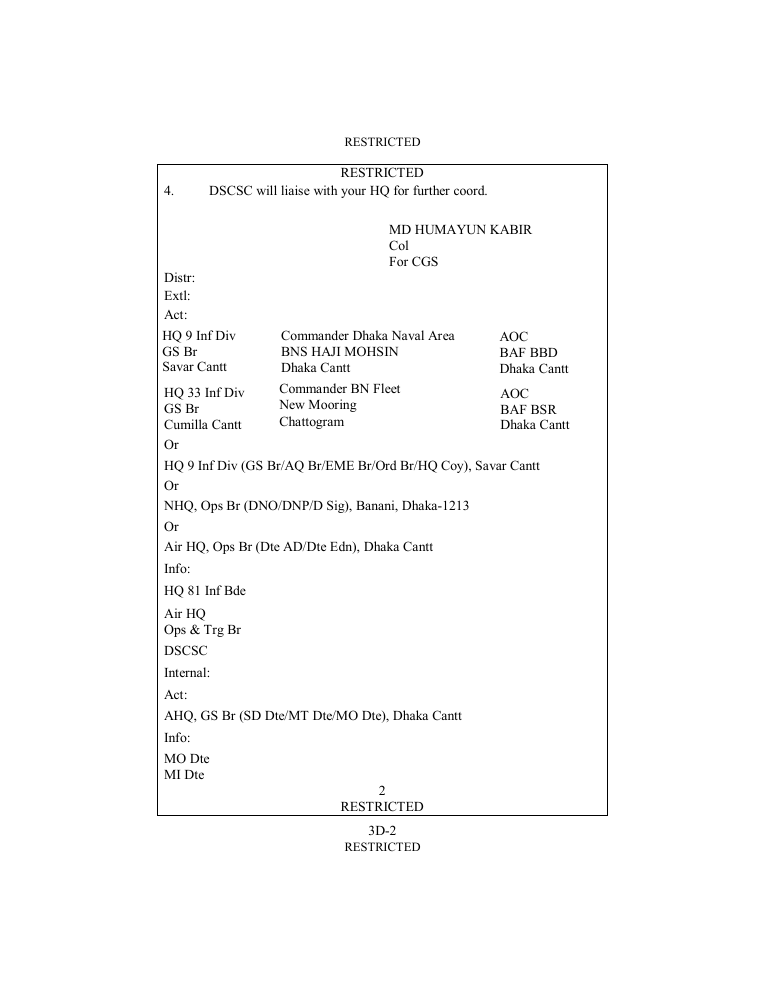 RESTRICTED
RESTRICTED
4. DSCSC will liaise with your HQ for further coord.
MD HUMAYUN KABIR
Col
For CGS
Distr:
Extl:
Act:
HQ 9 Inf Div Commander Dhaka Naval Area AOC
GS Br BNS HAJI MOHSIN BAF BBD
Savar Cantt Dhaka Cantt Dhaka Cantt
HQ 33 Inf Div Commander BN Fleet AOC
GS Br New Mooring BAF BSR
Cumilla Cantt Chattogram Dhaka Cantt
Or
HQ 9 Inf Div (GS Br/AQ Br/EME Br/Ord Br/HQ Coy), Savar Cantt
Or
NHQ, Ops Br (DNO/DNP/D Sig), Banani, Dhaka-1213
Or
Air HQ, Ops Br (Dte AD/Dte Edn), Dhaka Cantt
Info:
HQ 81 Inf Bde
Air HQ
Ops & Trg Br
DSCSC
Internal:
Act:
AHQ, GS Br (SD Dte/MT Dte/MO Dte), Dhaka Cantt
Info:
MO Dte
MI Dte
2
RESTRICTED
3D-2
RESTRICTED